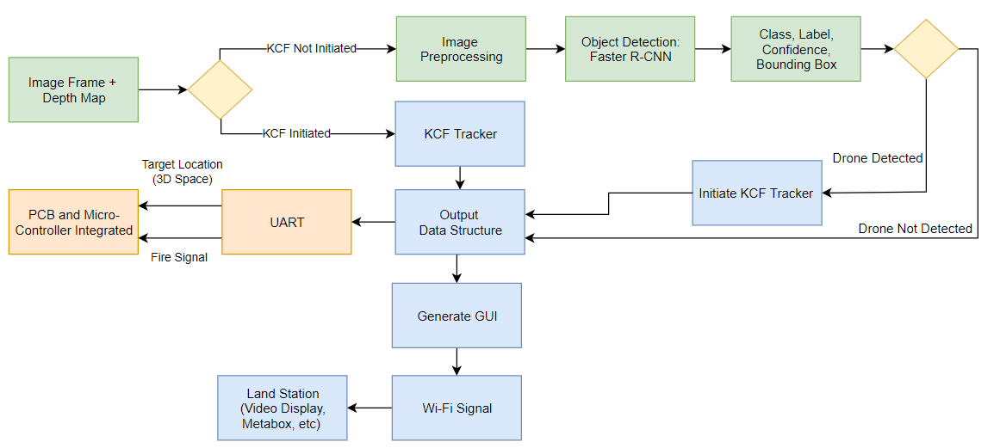 KCF Not Initiated
Image
Preprocessing
Object Detection:
Faster R-CNN
Class, Label,
Confidence,
Bounding Box
Image Frame +
Depth Map
KCF Initiated
KCF Tracker
Drone Detected
Target Location
(3D Space)
Initiate KCF Tracker
PCB and Micro-
Controller Integrated
UART
Output
Data Structure
Drone Not Detected
Fire Signal
Generate GUI
Land Station
(Video Display,
Metabox, etc)
Wi-Fi Signal